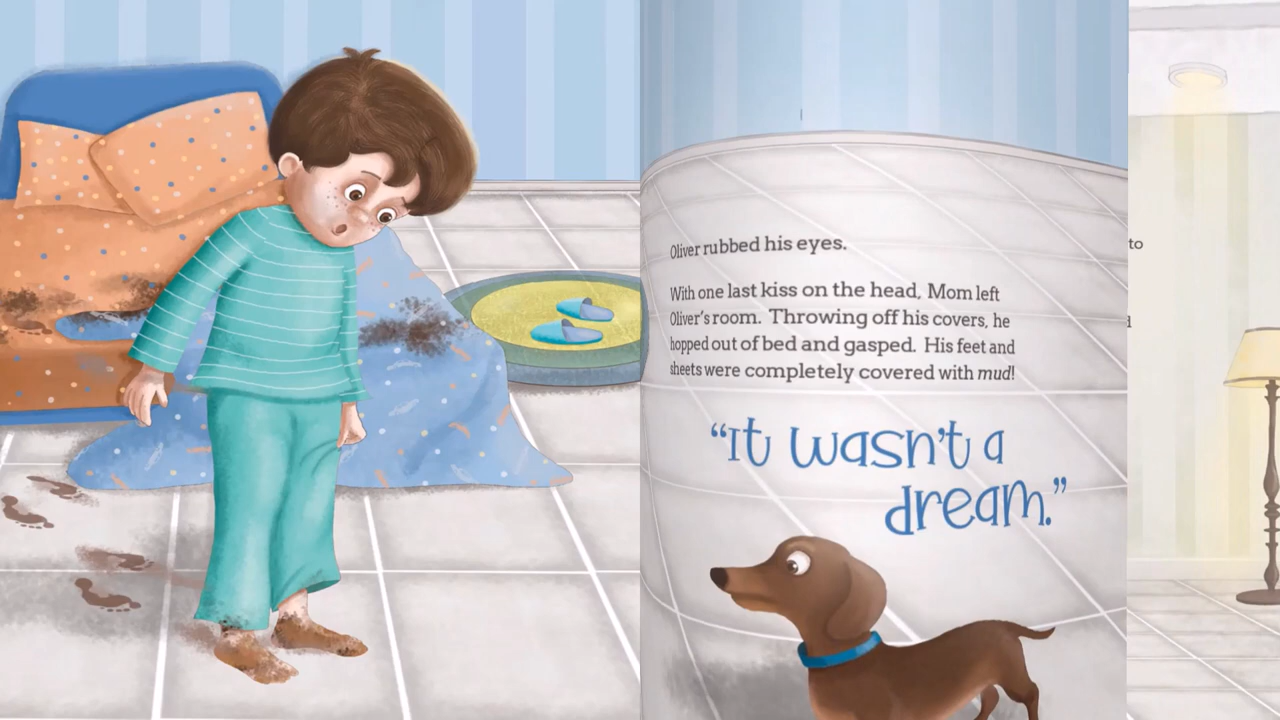 Oliver rubbed his eyes.
With one last kiss on the head, Mom left
Oliver's room. Throwing off his covers, he
hopped out of bed and gasped. His feet and
sheets were completely covered with mud!
"It wasn't a
dream."
to